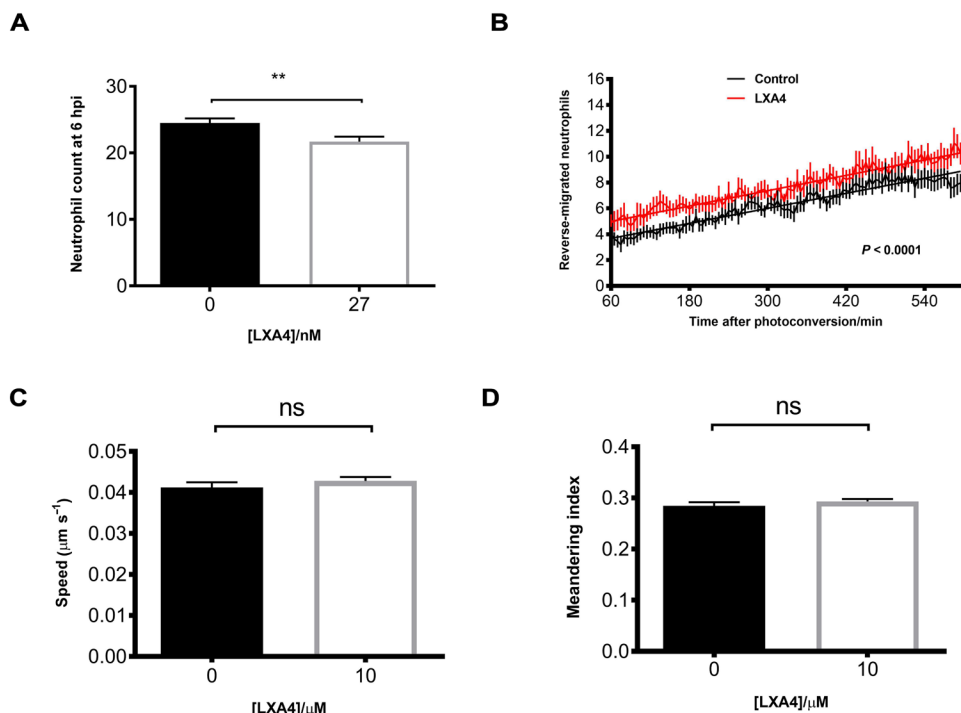 A
Neutrophil count at 6 hpi
30
20
10
0
**
0
27
[LXA4]/nM
B
Reverse-migrated neutrophils
16
14
12
10
8
6
4
2
0
Control
LXA4
P < 0.0001
60
180
300
420
540
Time after photoconversion/min
C
ns
Speed (μm s⁻¹)
0.05
0.04
0.03
0.02
0.01
0.00
0
10
[LXA4]/μM
D
ns
Meandering index
0.4
0.3
0.2
0.1
0.0
0
10
[LXA4]/μM